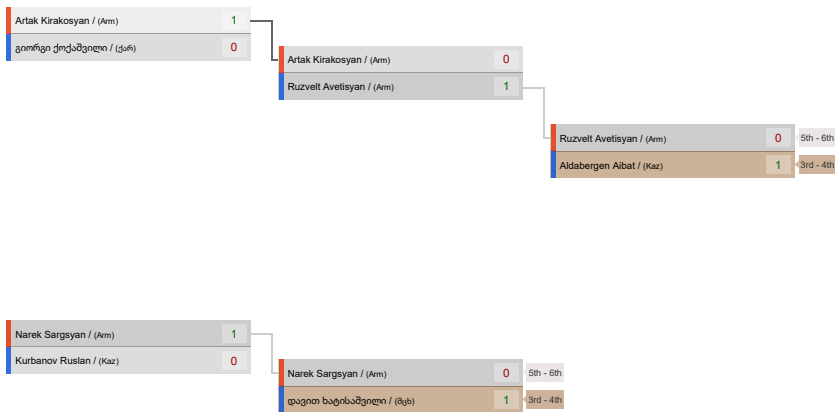 Artak Kirakosyan / (Arm) 1
გიორგი ქოქაშვილი / (ქარ) 0
Artak Kirakosyan / (Arm) 0
Ruzvelt Avetisyan / (Arm) 1
Ruzvelt Avetisyan / (Arm) 0 5th - 6th
Aldabergen Aibat / (Kaz) 1 3rd - 4th
Narek Sargsyan / (Arm) 1
Kurbanov Ruslan / (Kaz) 0
Narek Sargsyan / (Arm) 0 5th - 6th
დავით ხატისაშვილი / (მცხ) 1 3rd - 4th